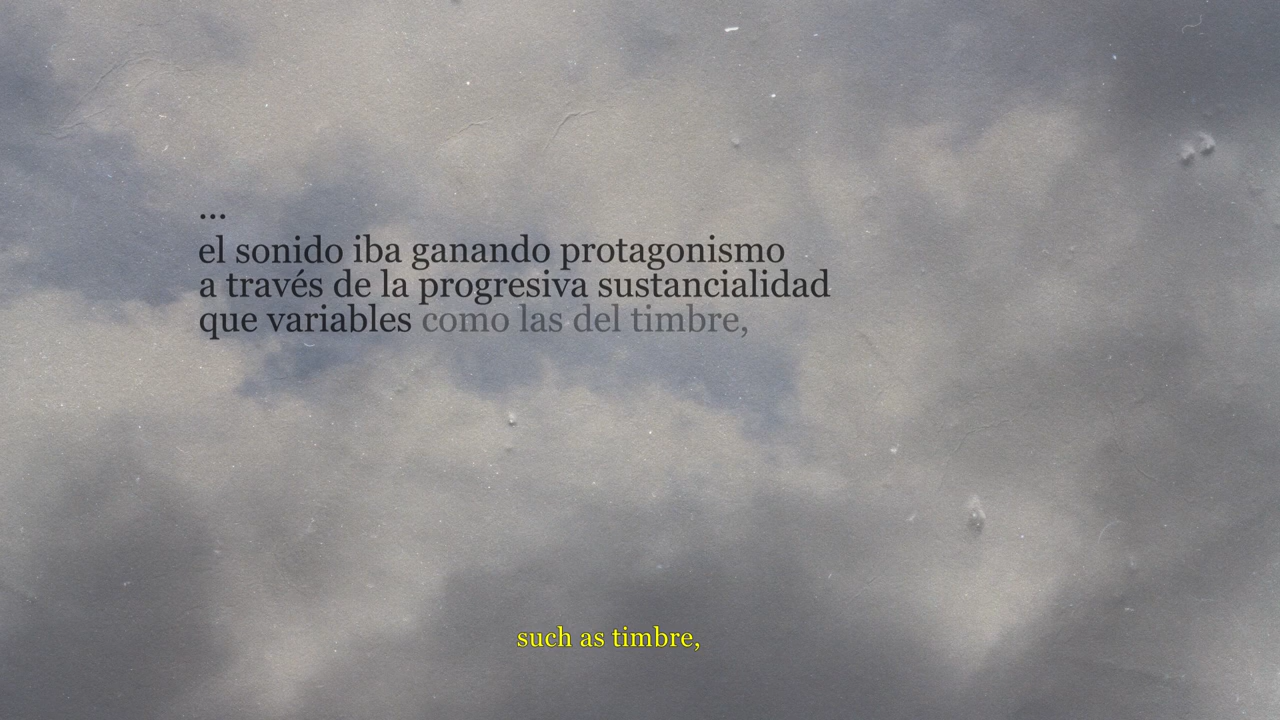 ...
el sonido iba ganando protagonismo
a través de la progresiva sustancialidad
que variables como las del timbre,
such as timbre,